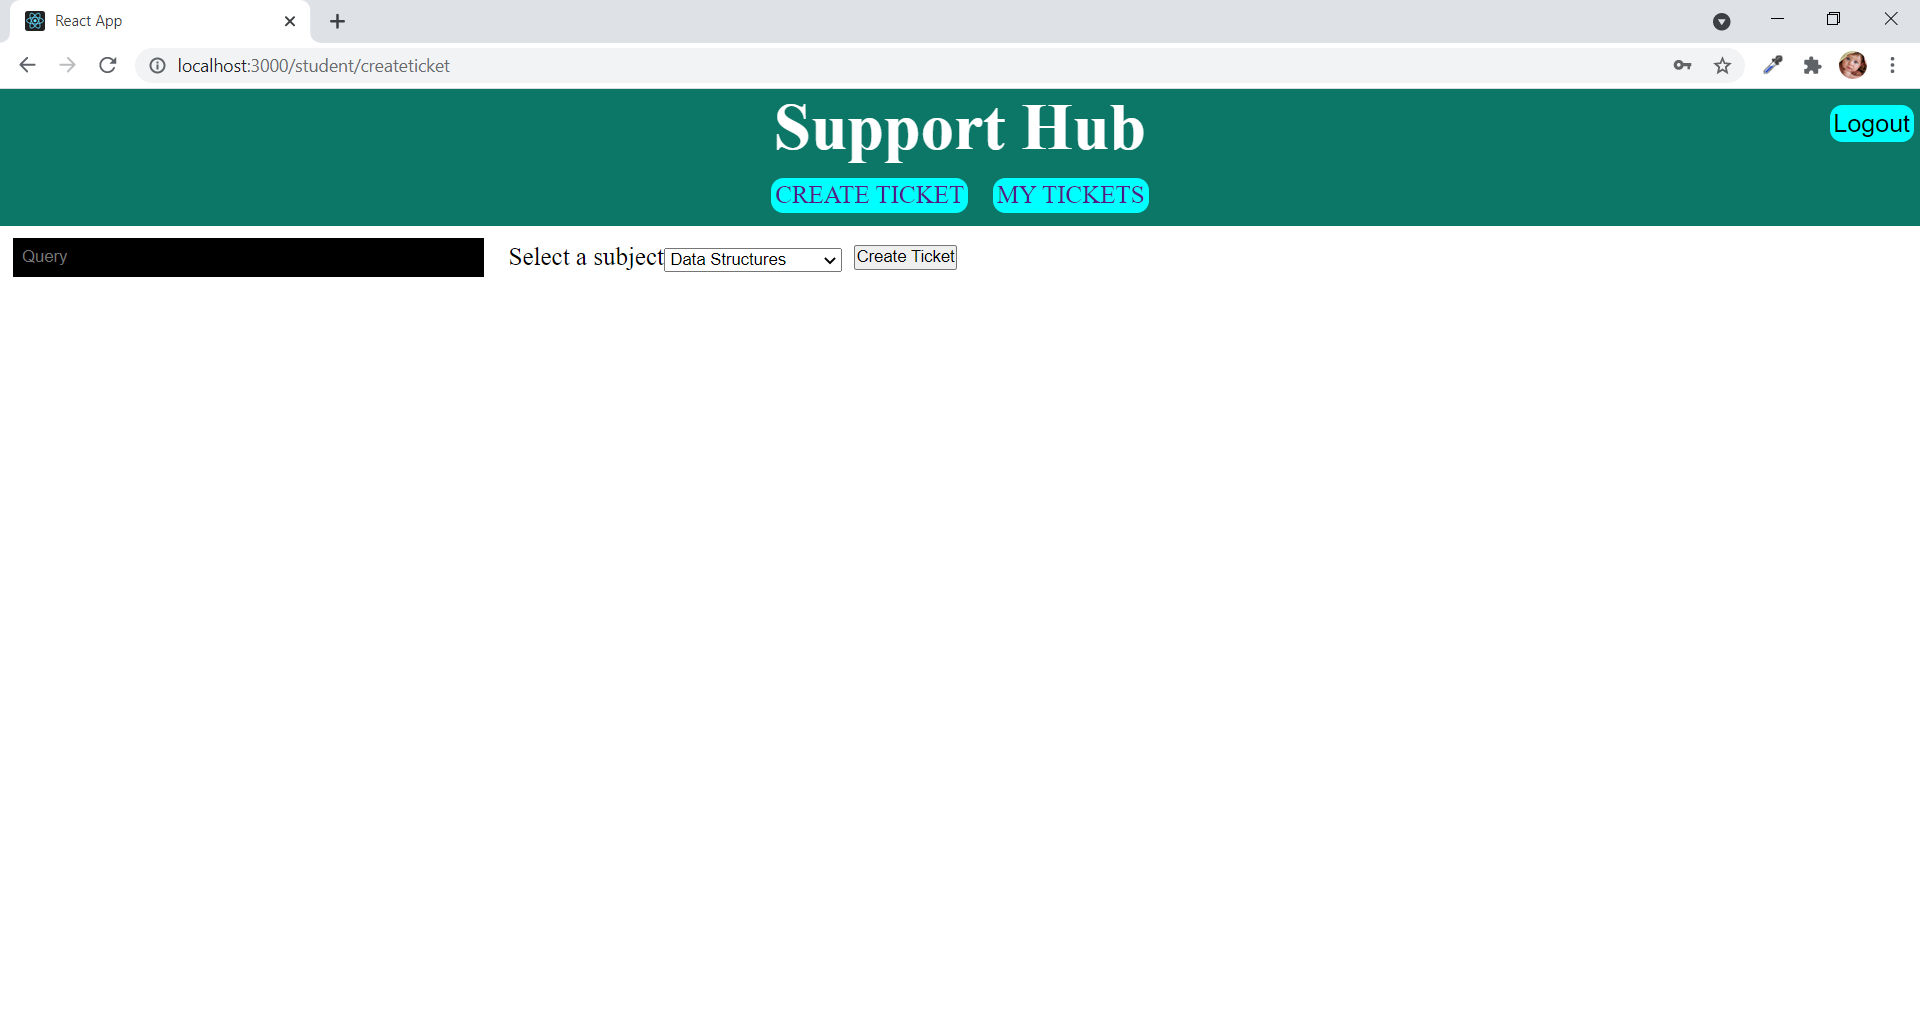 React App
localhost:3000/student/createticket
Support Hub
Logout
CREATE TICKET MY TICKETS
Query Select a subject Data Structures Create Ticket